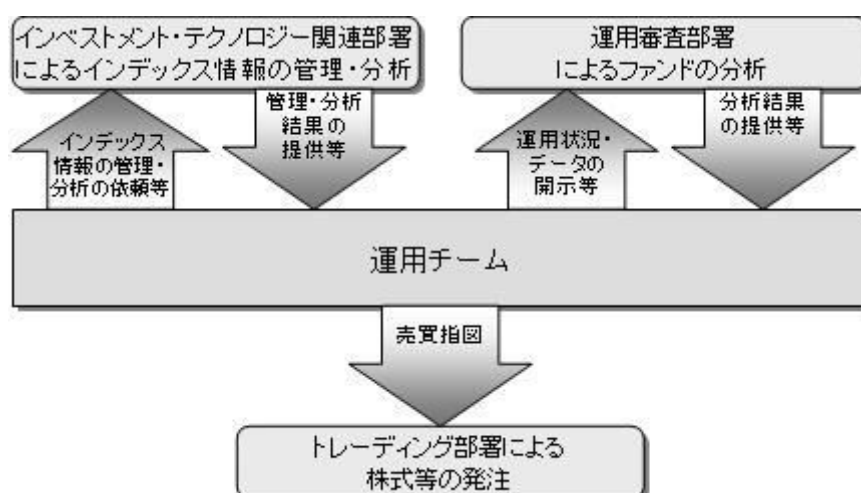 インベストメント・テクノロジー関連部署
によるインデックス情報の管理・分析
運用審査部署
によるファンドの分析
インデックス
情報の管理・
分析の依頼等
管理・分析
結果の
提供等
運用状況・
データの
開示等
分析結果
の提供等
運用チーム
売買指図
トレーディング部署による
株式等の発注